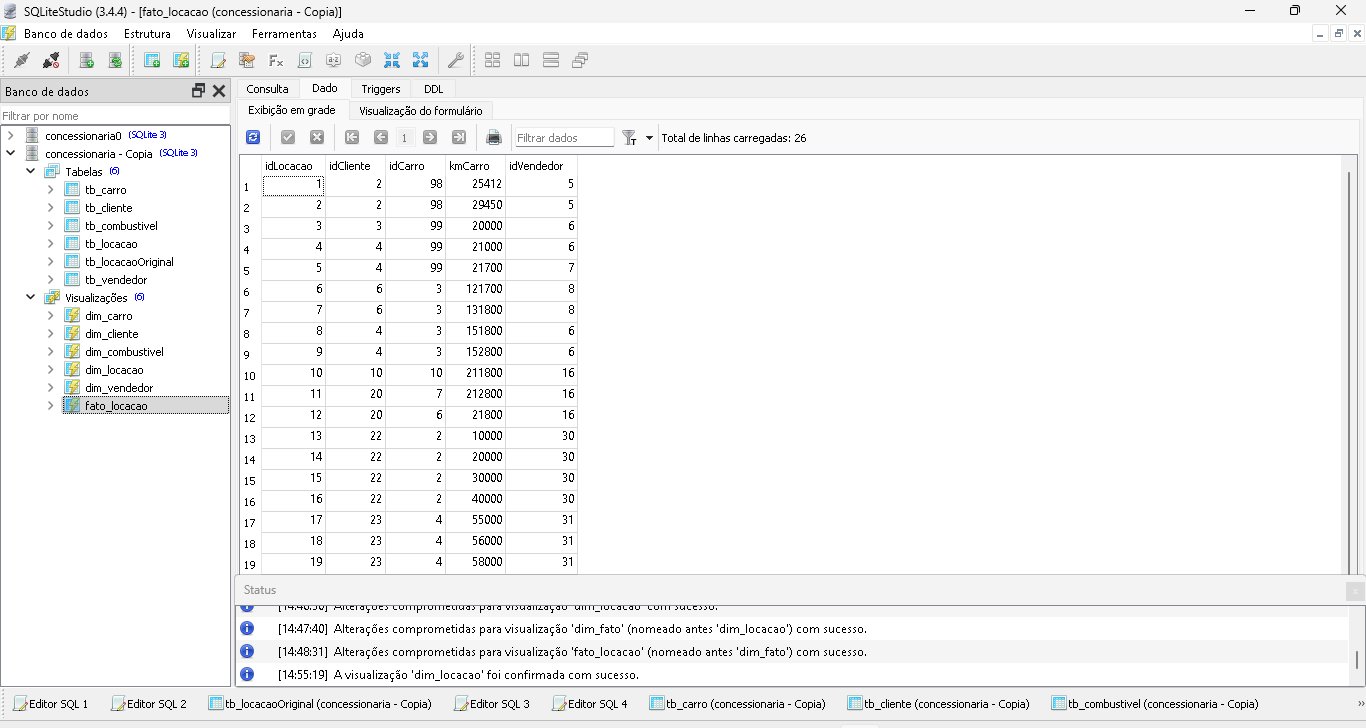 SQLiteStudio (3.4.4) - [fato_locacao (concessionaria - Copia)]
Banco de dados Estrutura Visualizar Ferramentas Ajuda
Banco de dados
Filtrar por nome
concessionaria0 (SQLite 3)
concessionaria - Copia (SQLite 3)
Tabelas (6)
tb_carro
tb_cliente
tb_combustivel
tb_locacao
tb_locacaoOriginal
tb_vendedor
Visualizações (6)
dim_carro
dim_cliente
dim_combustivel
dim_locacao
dim_vendedor
fato_locacao
Consulta Dado Triggers DDL
Exibição em grade Visualização do formulário
1 Filtrar dados Total de linhas carregadas: 26
idLocacao idCliente idCarro kmCarro idVendedor
1 1 2 98 25412 5
2 2 2 98 29450 5
3 3 3 99 20000 6
4 4 4 99 21000 6
5 5 4 99 21700 7
6 6 6 3 121700 8
7 7 6 3 131800 8
8 8 4 3 151800 6
9 9 4 3 152800 6
10 10 10 10 211800 16
11 11 20 7 212800 16
12 12 20 6 21800 16
13 13 22 2 10000 30
14 14 22 2 20000 30
15 15 22 2 30000 30
16 16 22 2 40000 30
17 17 23 4 55000 31
18 18 23 4 56000 31
19 19 23 4 58000 31
Status
Alterações comprometidas para visualização 'dim_locacao' com sucesso.
[14:47:40] Alterações comprometidas para visualização 'dim_fato' (nomeado antes 'dim_locacao') com sucesso.
[14:48:31] Alterações comprometidas para visualização 'fato_locacao' (nomeado antes 'dim_fato') com sucesso.
[14:55:19] A visualização 'dim_locacao' foi confirmada com sucesso.
Editor SQL 1 Editor SQL 2 tb_locacaoOriginal (concessionaria - Copia) Editor SQL 3 Editor SQL 4 tb_carro (concessionaria - Copia) tb_cliente (concessionaria - Copia) tb_combustivel (concessionaria - Copia)